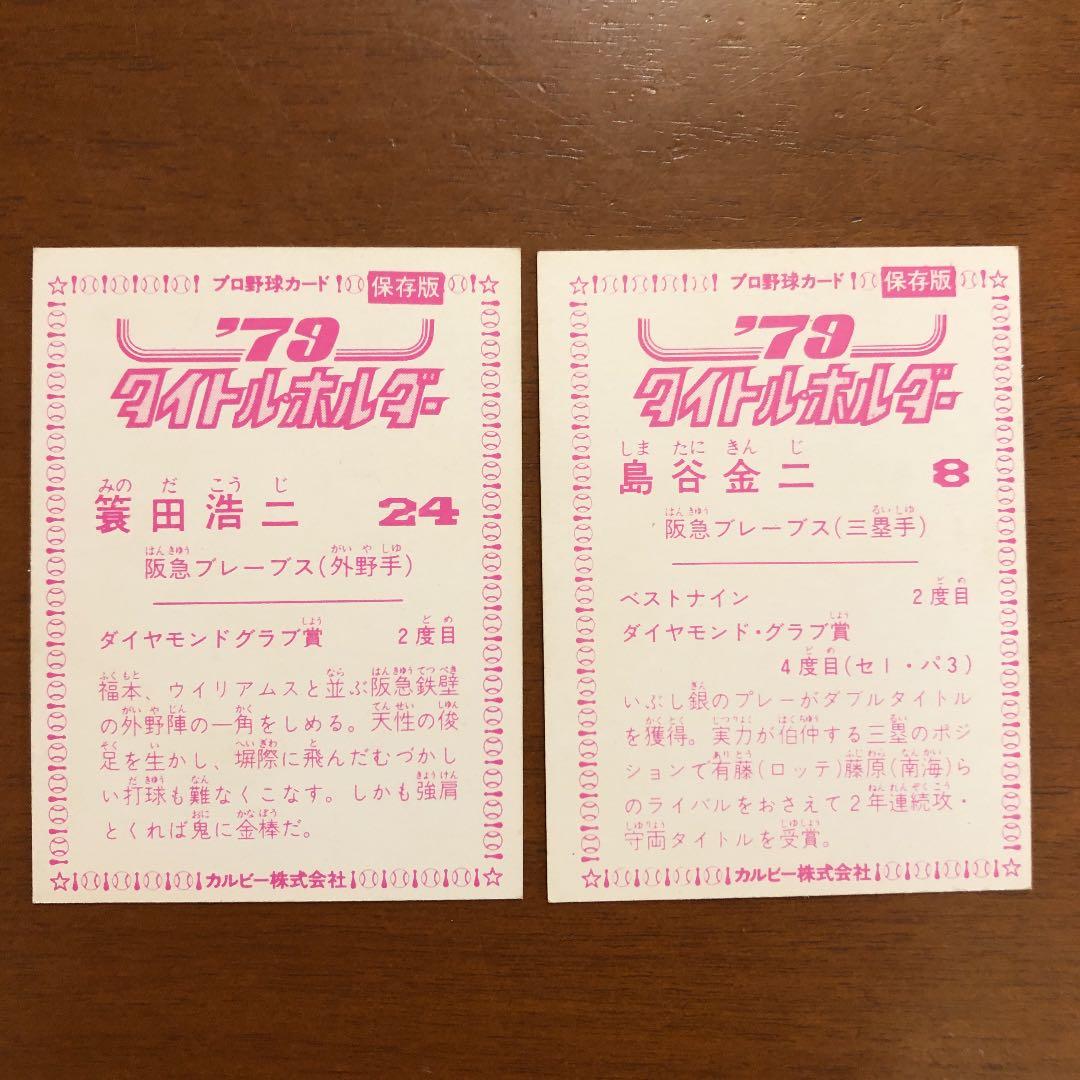 プロ野球カード 保存版
'79
タイトル・ホルダー
みの だ こうじ
簑田浩二 24
はんきゅう がいやしゅ
阪急ブレーブス(外野手)
しょう どめ
ダイヤモンドグラブ賞 2度目
ふくもと なら はんきゅうてっぺき
福本、ウイリアムスと並ぶ阪急鉄壁
がいやじん かく てんせい しゅん
の外野陣の一角をしめる。天性の俊
そく い へいぎわ と
足を生かし、塀際に飛んだむづかし
だきゅう なん きょうけん
い打球も難なくこなす。しかも強肩
おに かなぼう
とくれば鬼に金棒だ。
カルビー株式会社
プロ野球カード 保存版
'79
タイトル・ホルダー
しま たに きん じ
島谷金二 8
はんきゅう るいしゅ
阪急ブレーブス(三塁手)
どめ
ベストナイン 2度目
しょう
ダイヤモンド・グラブ賞
どめ
4度目(セ1・パ3)
ぎん
いぶし銀のプレーがダブルタイトル
かくとく じつりょく はくちゅう るい
を獲得。実力が伯仲する三塁のポジ
ありとう ふじわら なんかい
ションで有藤(ロッテ)藤原(南海)ら
ねんれんぞくこう
のライバルをおさえて2年連続攻・
しゅりょう じゅしょう
守両タイトルを受賞。
カルビー株式会社